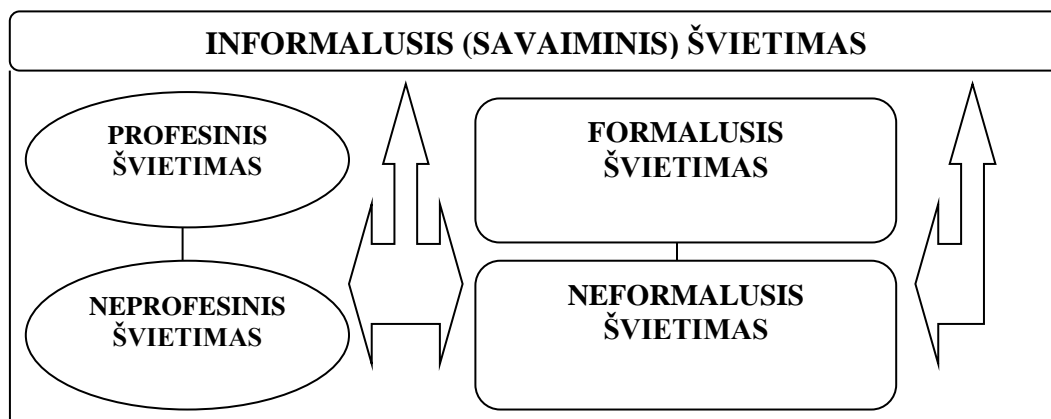 INFORMALUSIS (SAVAIMINIS) ŠVIETIMAS
PROFESINIS
ŠVIETIMAS
FORMALUSIS
ŠVIETIMAS
NEPROFESINIS
ŠVIETIMAS
NEFORMALUSIS
ŠVIETIMAS